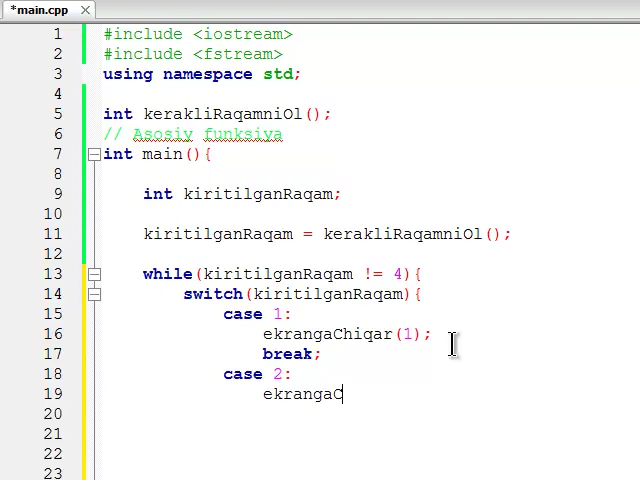 *main.cpp
1 #include <iostream>
2 #include <fstream>
3 using namespace std;
4
5 int kerakliRaqamniOl();
6 // Asosiy funksiya
7 int main(){
8
9 int kiritilganRaqam;
10
11 kiritilganRaqam = kerakliRaqamniOl();
12
13 while(kiritilganRaqam != 4){
14 switch(kiritilganRaqam){
15 case 1:
16 ekrangaChiqar(1);
17 break;
18 case 2:
19 ekrangaC
20
21
22
23